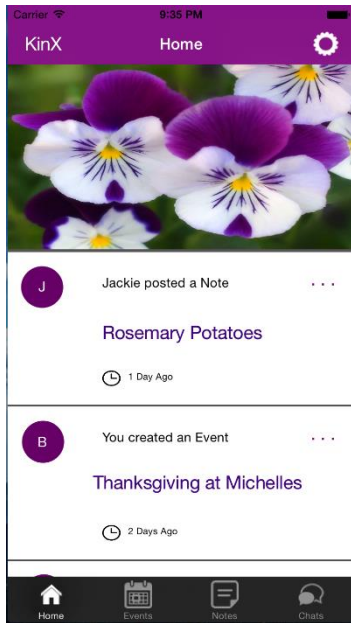 Carrier 9:35 PM
KinX Home
J Jackie posted a Note ...
Rosemary Potatoes
1 Day Ago
B You created an Event ...
Thanksgiving at Michelles
2 Days Ago
Home Events Notes Chats